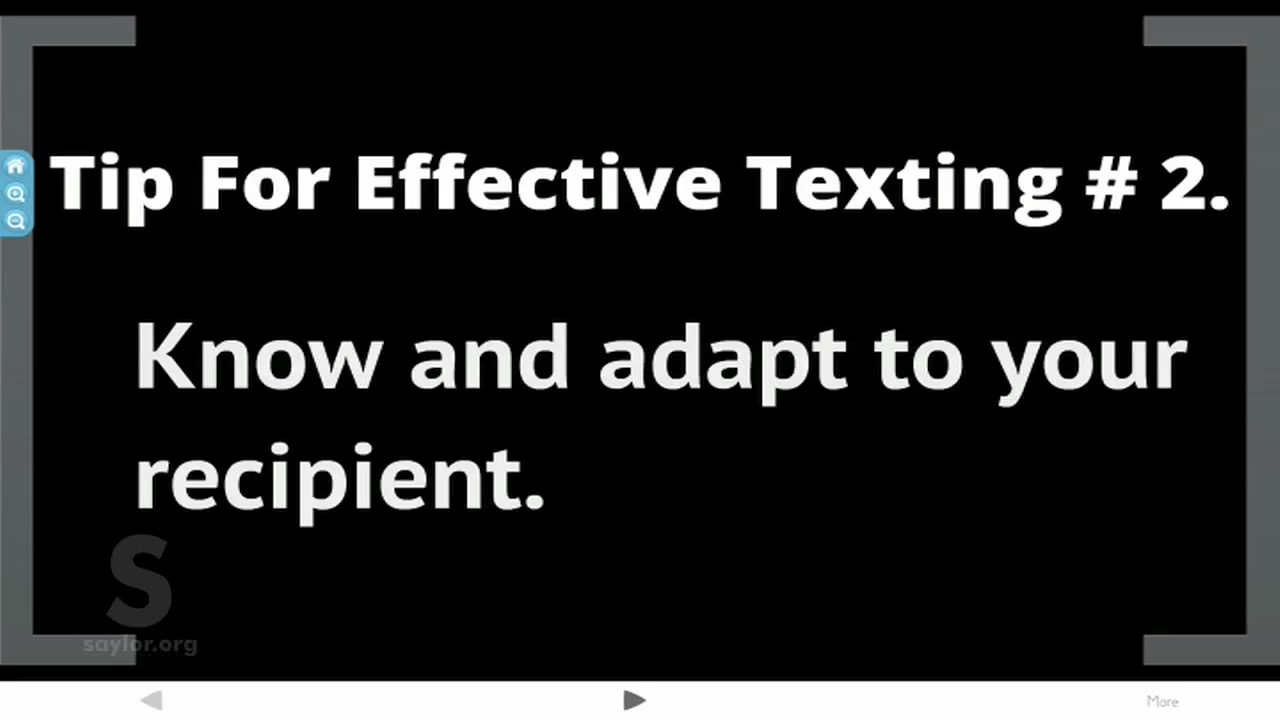 Tip For Effective Texting # 2.
Know and adapt to your
recipient.
S
saylor.org
More